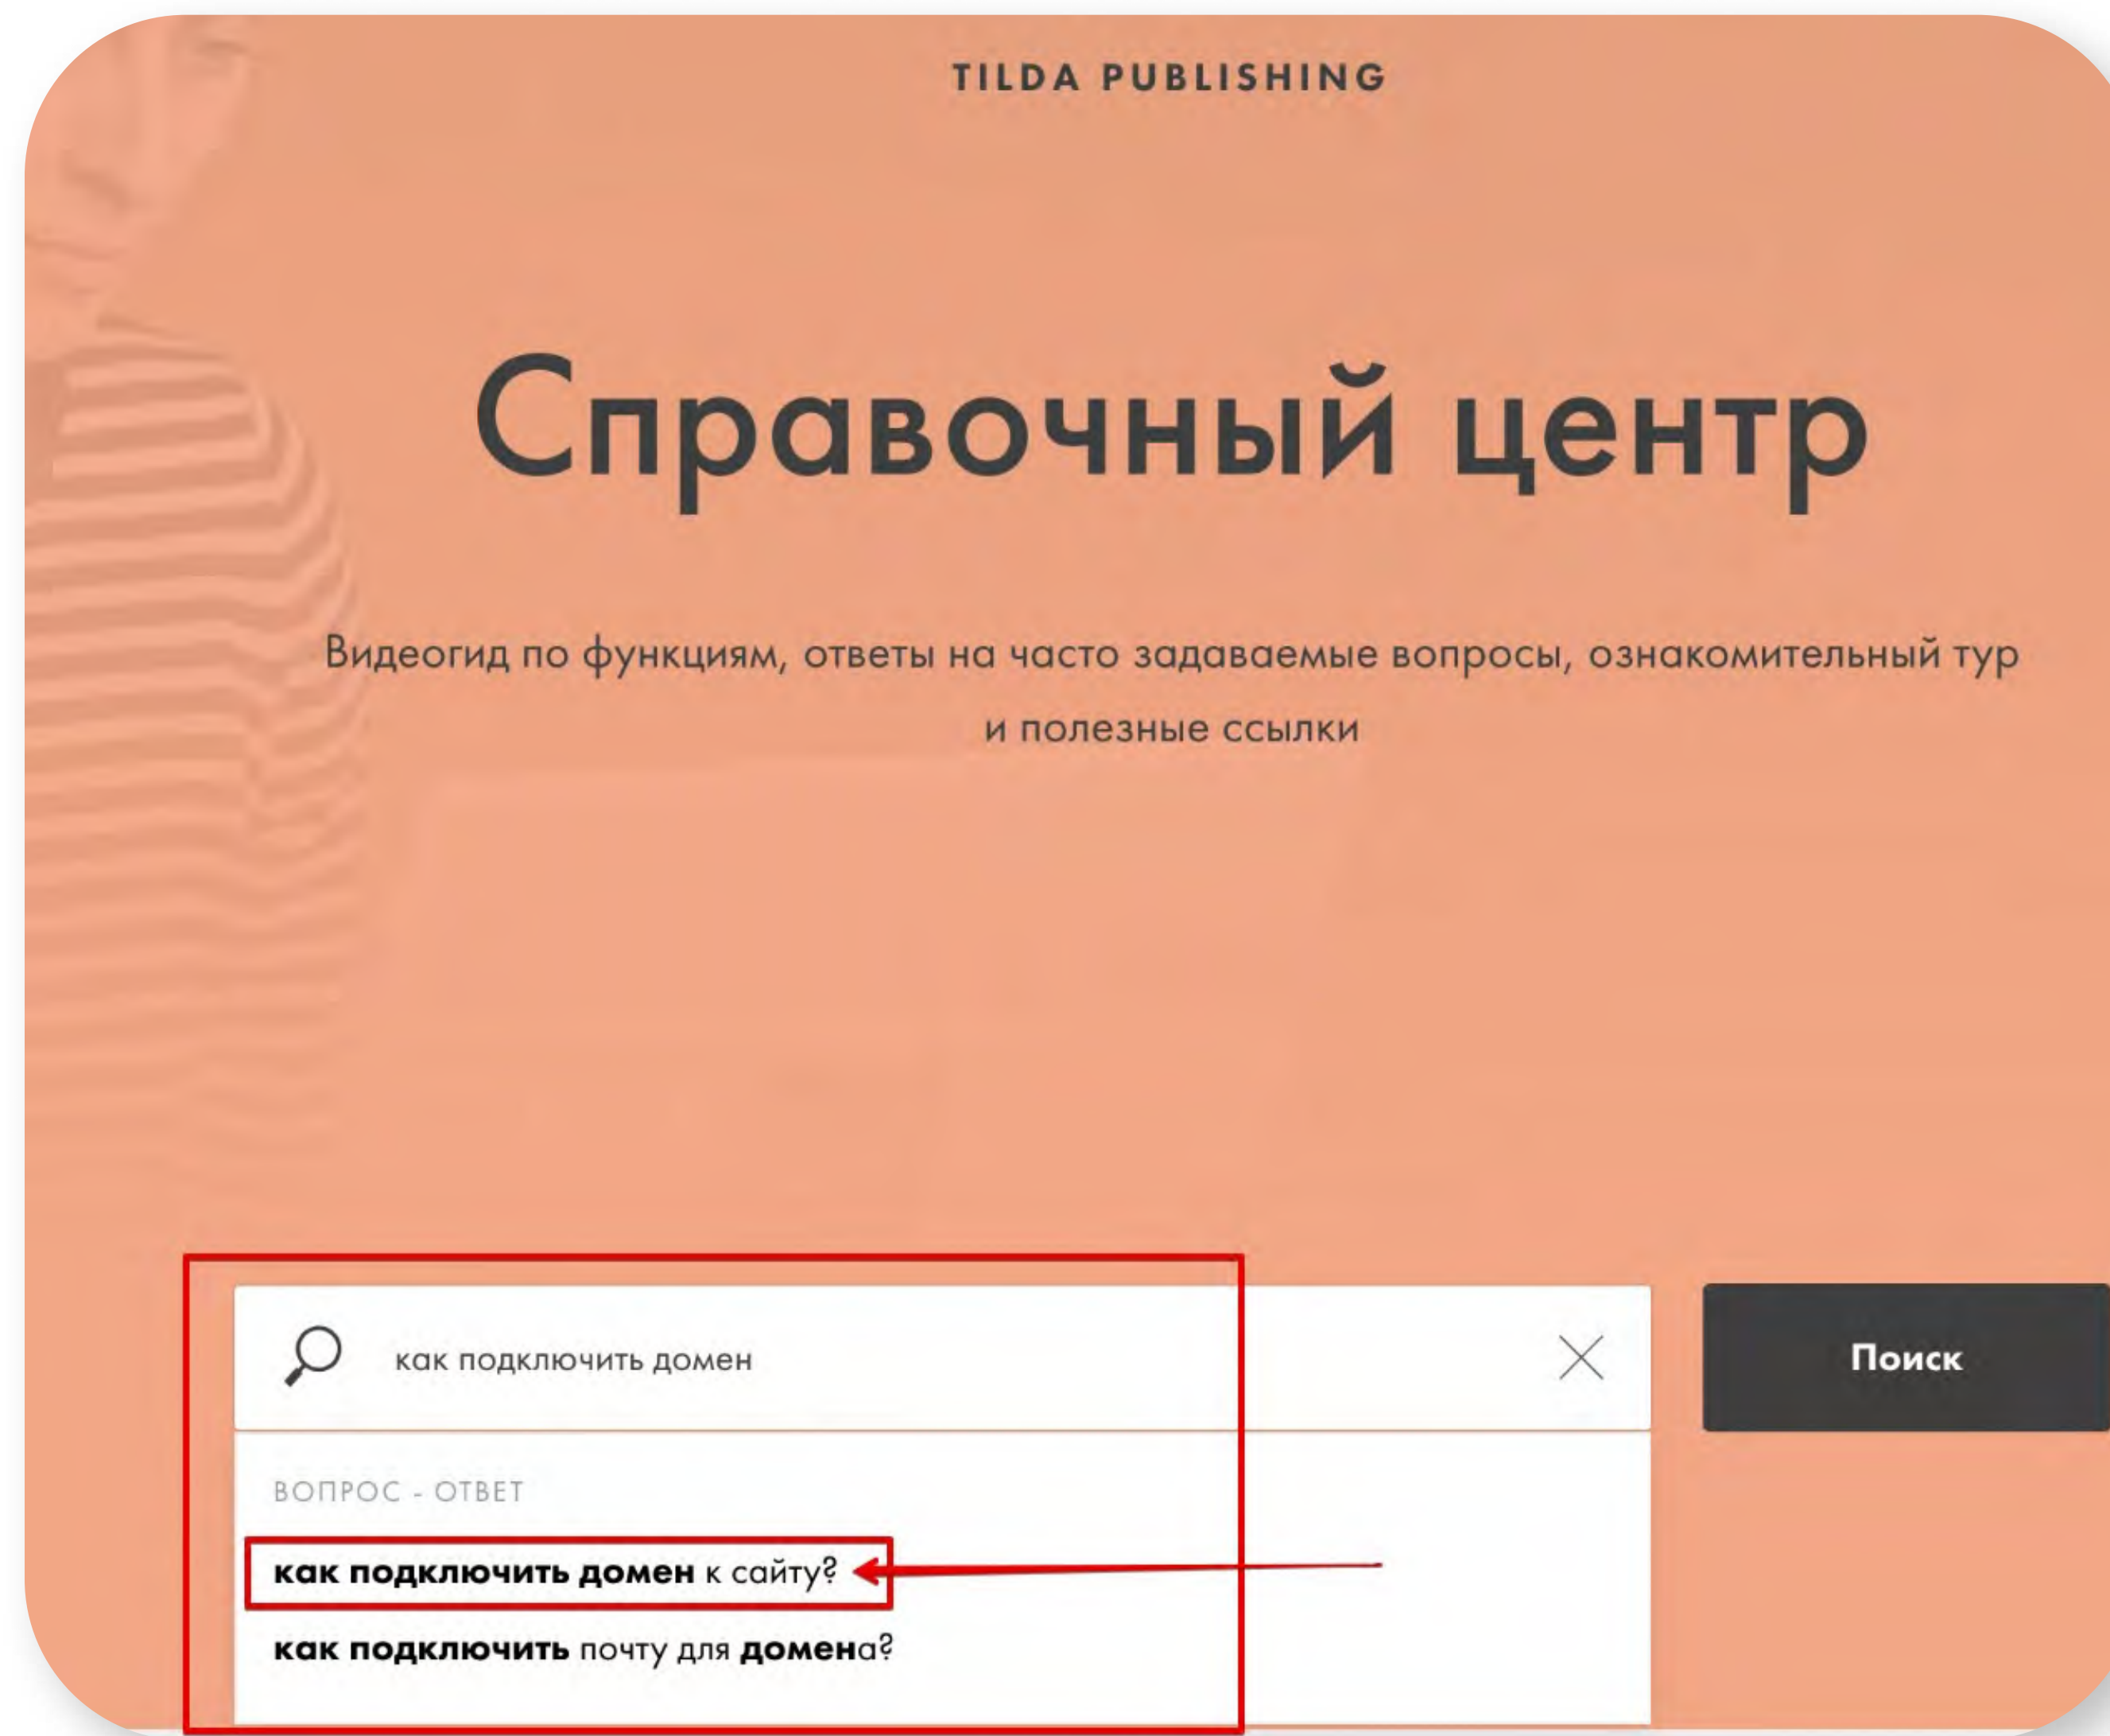 TILDA PUBLISHING
Справочный центр
Видеогид по функциям, ответы на часто задаваемые вопросы, ознакомительный тур
и полезные ссылки
как подключить домен
Поиск
ВОПРОС - ОТВЕТ
как подключить домен к сайту?
как подключить почту для домена?